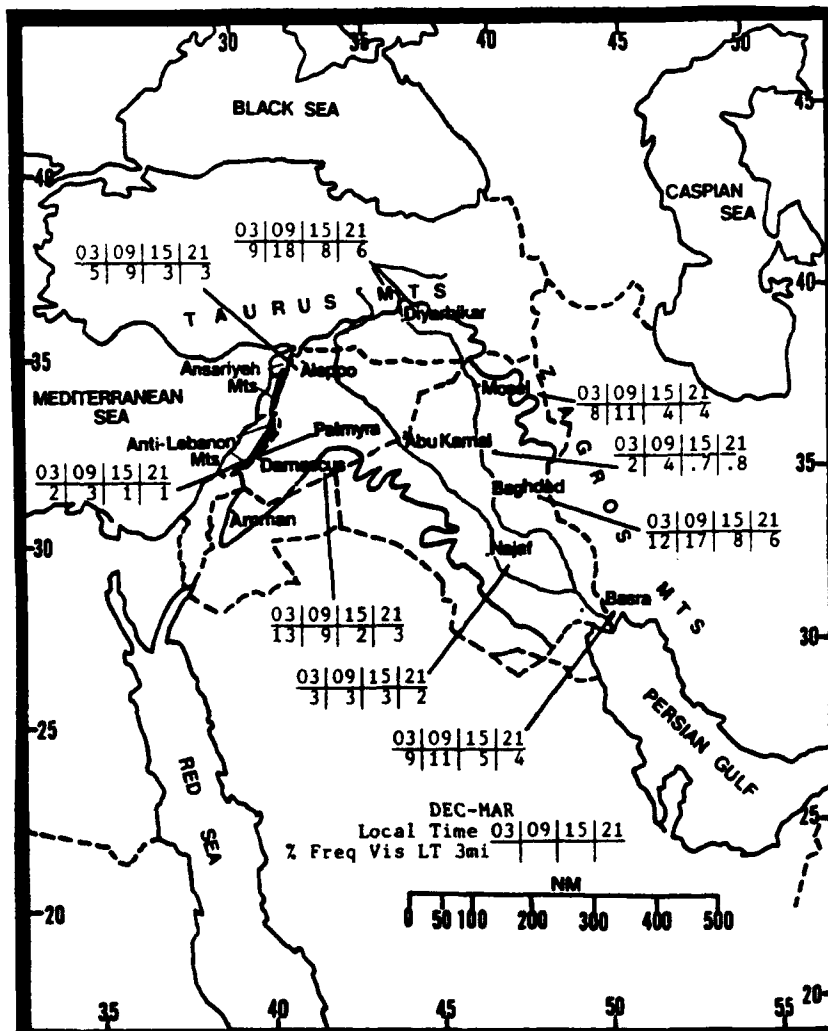 30 35 40 45 50
45
BLACK SEA
40
CASPIAN
SEA
03|09|15|21
9|18|8|6
03|09|15|21
5|9|3|3
40
TAURUS MTS
Diyarbikar
35
Ansariyeh
Mts
Aleppo
MEDITERRANEAN
SEA
Mosel
03|09|15|21
8|11|4|4
ZAGROS MTS
Palmyra
Anti-Lebanon
Mts
Abu Kamal
03|09|15|21
2|4|.7|.8
35
Damascus
03|09|15|21
2|3|1|1
Baghdad
03|09|15|21
12|17|8|6
Amman
30
Najaf
Basra
03|09|15|21
13|9|2|3
30
03|09|15|21
3|3|3|2
PERSIAN GULF
25
03|09|15|21
9|11|5|4
RED
SEA
DEC-MAR
25
Local Time 03|09|15|21
% Freq Vis LT 3mi
NM
0 50 100 200 300 400 500
20
20
35 40 45 50 55